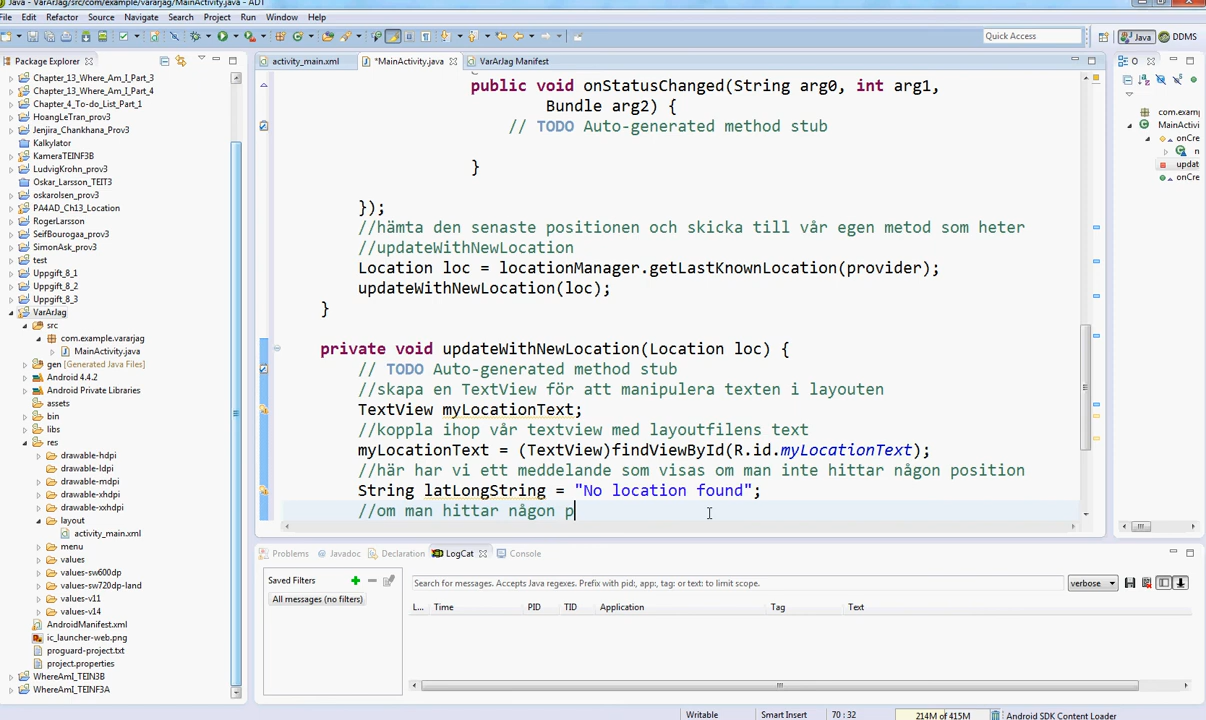 Java - VarArJag/src/com/example/vararjag/MainActivity.java - ADT
File Edit Refactor Source Navigate Search Project Run Window Help
Quick Access
Java
DDMS
Package Explorer
Chapter_13_Where_Am_I_Part_3
Chapter_13_Where_Am_I_Part_4
Chapter_4_To-do_List_Part_1
HoangLeTran_prov3
Jenjira_Chankhana_Prov3
Kalkylator
KameraTEINF3B
LudvigKrohn_prov3
Oskar_Larsson_TEIT3
oskarolsen_prov3
PA4AD_Ch13_Location
RogerLarsson
SeifBourogaa_prov3
SimonAsk_prov3
test
Uppgift_8_1
Uppgift_8_2
Uppgift_8_3
VarArJag
src
com.example.vararjag
MainActivity.java
gen [Generated Java Files]
Android 4.4.2
Android Private Libraries
assets
bin
libs
res
drawable-hdpi
drawable-ldpi
drawable-mdpi
drawable-xhdpi
drawable-xxhdpi
layout
activity_main.xml
menu
values
values-sw600dp
values-sw720dp-land
values-v11
values-v14
AndroidManifest.xml
ic_launcher-web.png
proguard-project.txt
project.properties
WhereAmI_TEIN3B
WhereAmI_TEINF3A
activity_main.xml
*MainActivity.java
VarArJag Manifest
public void onStatusChanged(String arg0, int arg1,
Bundle arg2) {
// TODO Auto-generated method stub
}
});
//hämta den senaste positionen och skicka till vår egen metod som heter
//updateWithNewLocation
Location loc = locationManager.getLastKnownLocation(provider);
updateWithNewLocation(loc);
}
private void updateWithNewLocation(Location loc) {
// TODO Auto-generated method stub
//skapa en TextView för att manipulera texten i layouten
TextView myLocationText;
//koppla ihop vår textview med layoutfilens text
myLocationText = (TextView)findViewById(R.id.myLocationText);
//här har vi ett meddelande som visas om man inte hittar någon position
String latLongString = "No location found";
//om man hittar någon p
O
com.examp
MainActivi
onCre
n
updat
onCre
Problems @ Javadoc Declaration LogCat Console
Saved Filters
All messages (no filters)
Search for messages. Accepts Java regexes. Prefix with pid:, app:, tag: or text: to limit scope.
verbose
L... Time PID TID Application Tag Text
Writable
Smart Insert
70 : 32
214M of 415M
Android SDK Content Loader